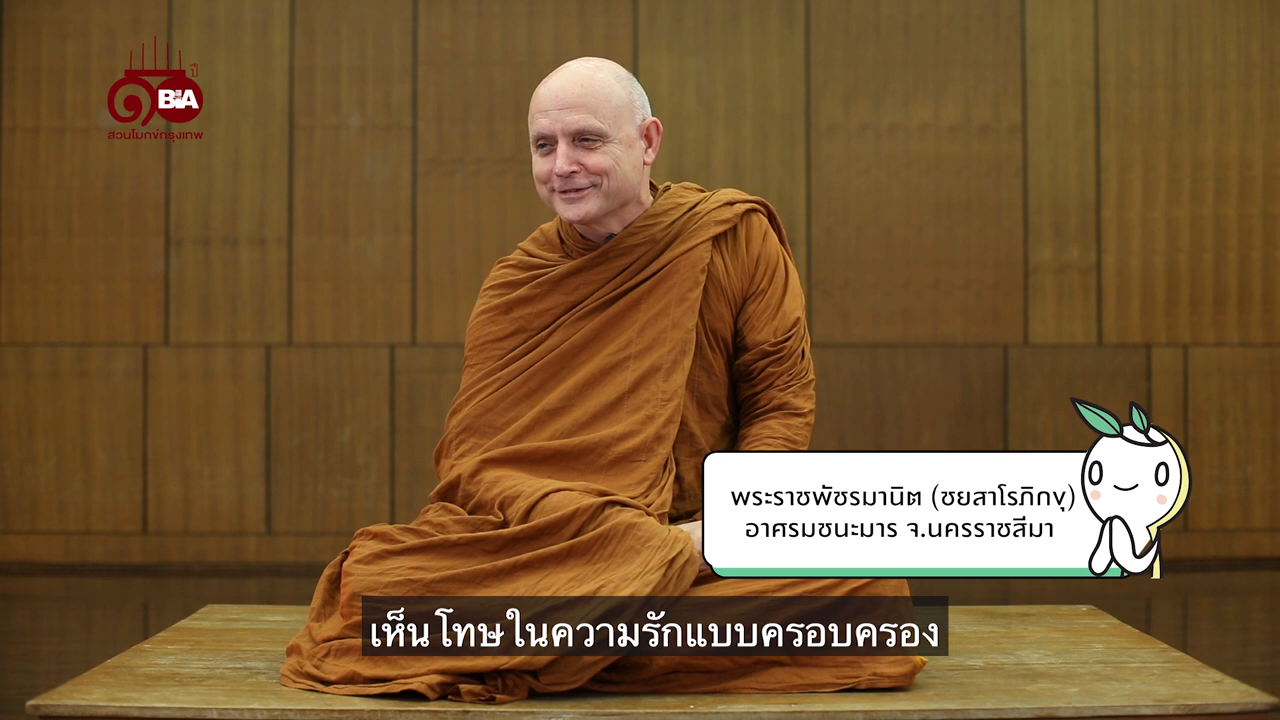 ๑๐ ปี
BIA
สวนโมกข์กรุงเทพ
พระราชพัชรมานิต (ชยสาโรภิกขุ)
อาศรมชนะมาร จ.นครราชสีมา
เห็นโทษในความรักแบบครอบครอง